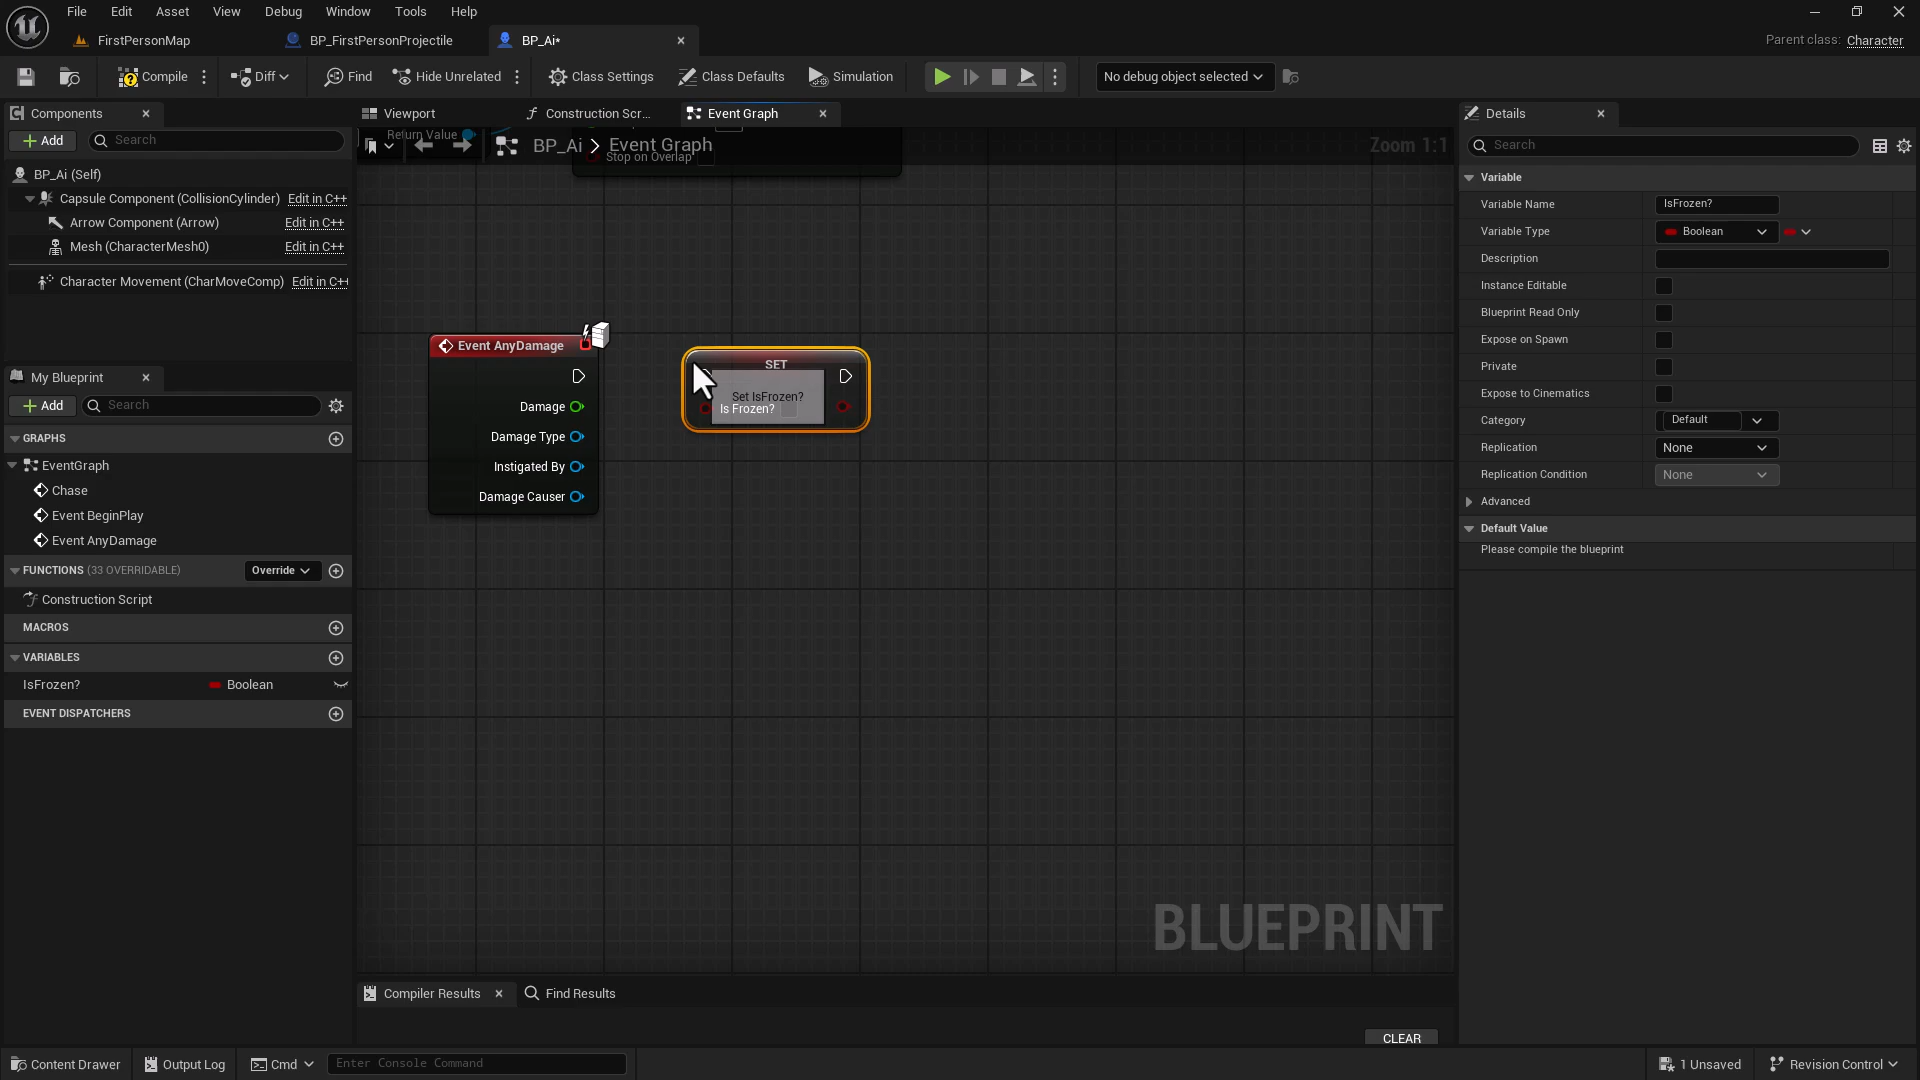 File Edit Asset View Debug Window Tools Help
FirstPersonMap BP_FirstPersonProjectile BP_Ai* Parent class: Character
Compile Diff Find Hide Unrelated Class Settings Class Defaults Simulation No debug object selected
Components Viewport Construction Scr... Event Graph Details
Add Search Return Value BP_Ai Event Graph Zoom 1:1 Search
Stop on Overlap
BP_Ai (Self) Variable
Capsule Component (CollisionCylinder) Edit in C++ Variable Name IsFrozen?
Arrow Component (Arrow) Edit in C++ Variable Type Boolean
Mesh (CharacterMesh0) Edit in C++ Description
Character Movement (CharMoveComp) Edit in C++ Instance Editable
Blueprint Read Only
Expose on Spawn
Private
Expose to Cinematics
Category Default
Replication None
Replication Condition None
Advanced
Default Value
Please compile the blueprint
Event AnyDamage
Damage
Damage Type
Instigated By
Damage Causer
SET
Set IsFrozen?
Is Frozen?
My Blueprint
Add Search
GRAPHS
EventGraph
Chase
Event BeginPlay
Event AnyDamage
FUNCTIONS (33 OVERRIDABLE) Override
Construction Script
MACROS
VARIABLES
IsFrozen? Boolean
EVENT DISPATCHERS
BLUEPRINT
Compiler Results Find Results
CLEAR
Content Drawer Output Log Cmd Enter Console Command 1 Unsaved Revision Control